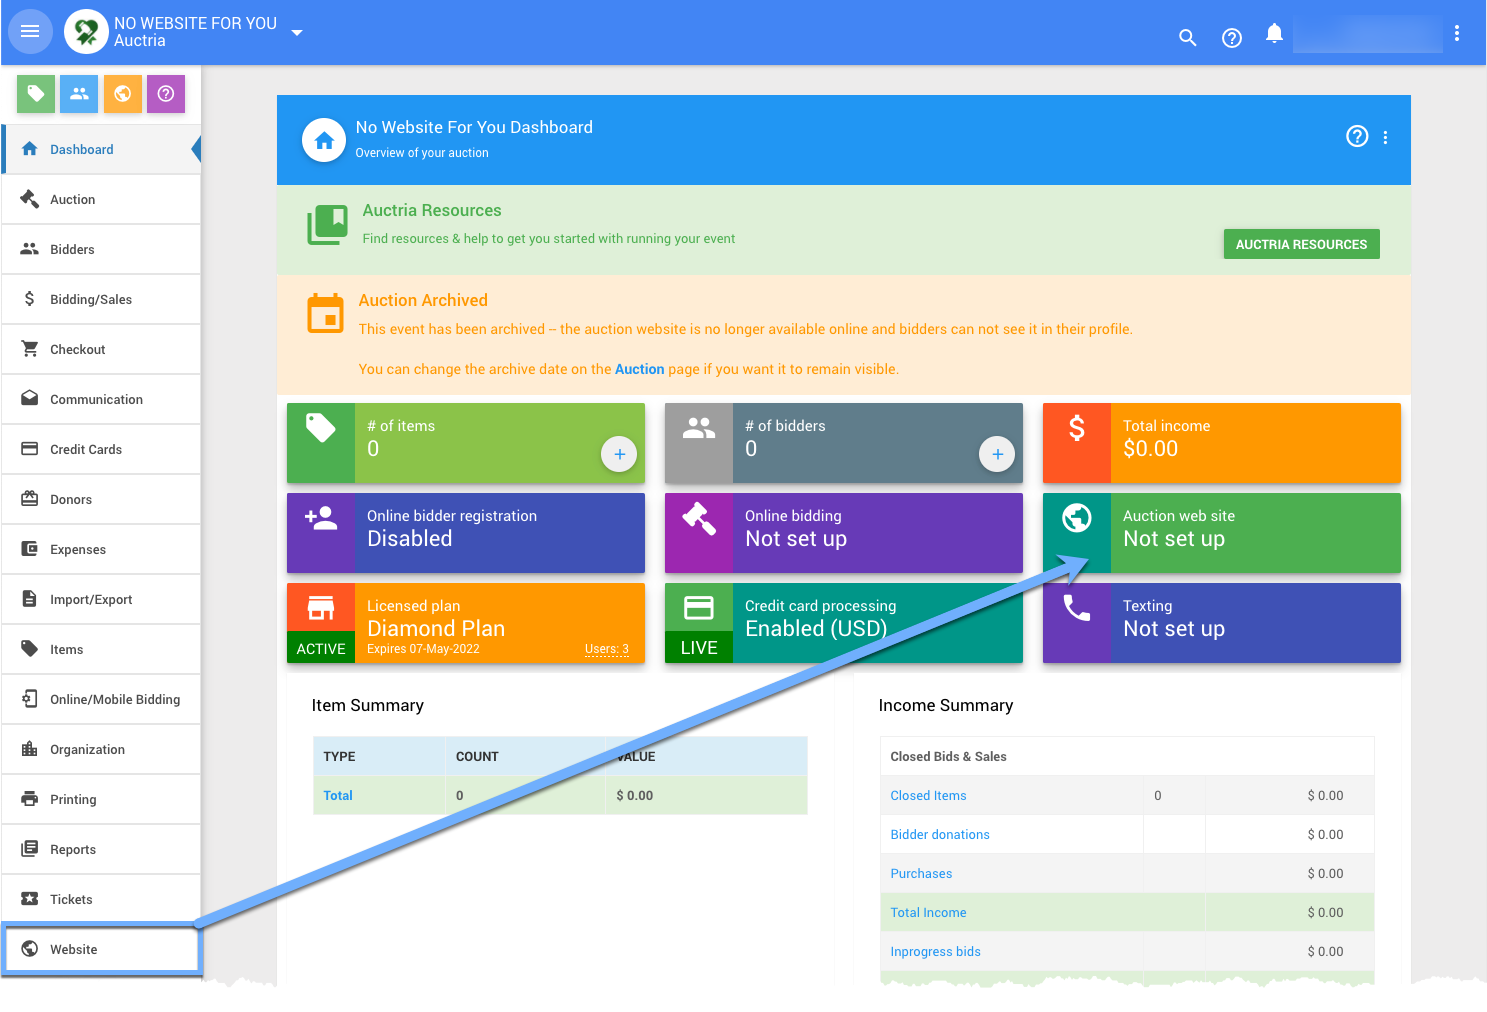 NO WEBSITE FOR YOU
Auctria
Dashboard
Auction
Bidders
Bidding/Sales
Checkout
Communication
Credit Cards
Donors
Expenses
Import/Export
Items
Online/Mobile Bidding
Organization
Printing
Reports
Tickets
Website
No Website For You Dashboard
Overview of your auction
Auctria Resources
Find resources & help to get you started with running your event
AUCTRIA RESOURCES
Auction Archived
This event has been archived -- the auction website is no longer available online and bidders can not see it in their profile.
You can change the archive date on the Auction page if you want it to remain visible.
# of items
0
# of bidders
0
Total income
$0.00
Online bidder registration
Disabled
Online bidding
Not set up
Auction web site
Not set up
Licensed plan
Diamond Plan
ACTIVE
Expires 07-May-2022
Users: 3
Credit card processing
Enabled (USD)
LIVE
Texting
Not set up
Item Summary
TYPE COUNT VALUE
Total 0 $ 0.00
Income Summary
Closed Bids & Sales
Closed Items 0 $ 0.00
Bidder donations $ 0.00
Purchases $ 0.00
Total Income $ 0.00
Inprogress bids $ 0.00